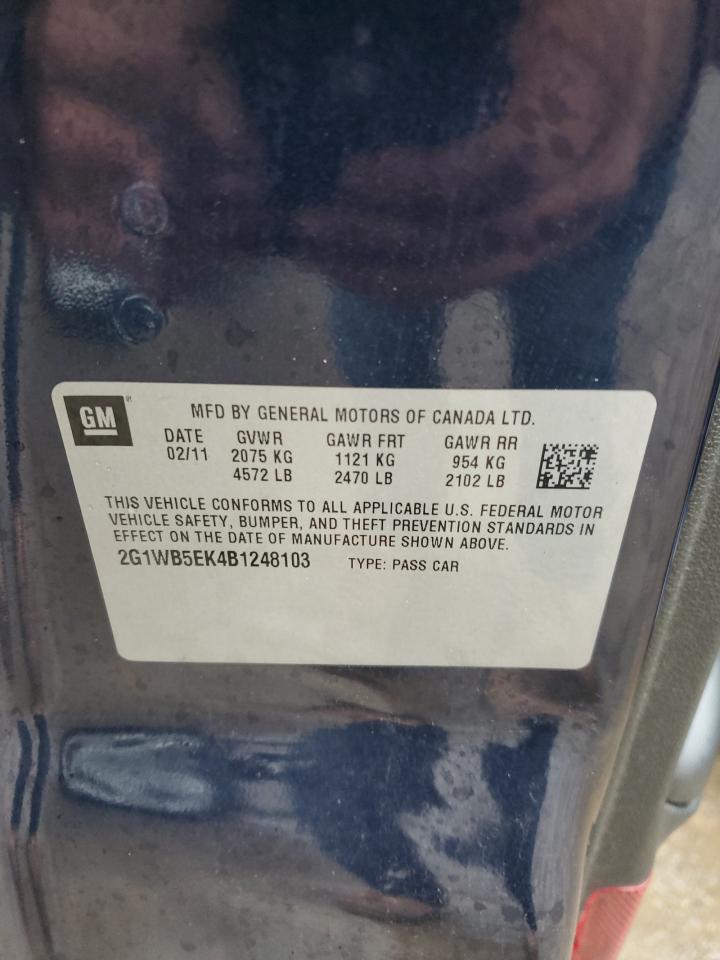 GM
MFD BY GENERAL MOTORS OF CANADA LTD.
DATE GVWR GAWR FRT GAWR RR
02/11 2075 KG 1121 KG 954 KG
4572 LB 2470 LB 2102 LB
THIS VEHICLE CONFORMS TO ALL APPLICABLE U.S. FEDERAL MOTOR
VEHICLE SAFETY, BUMPER, AND THEFT PREVENTION STANDARDS IN
EFFECT ON THE DATE OF MANUFACTURE SHOWN ABOVE.
2G1WB5EK4B1248103 TYPE: PASS CAR